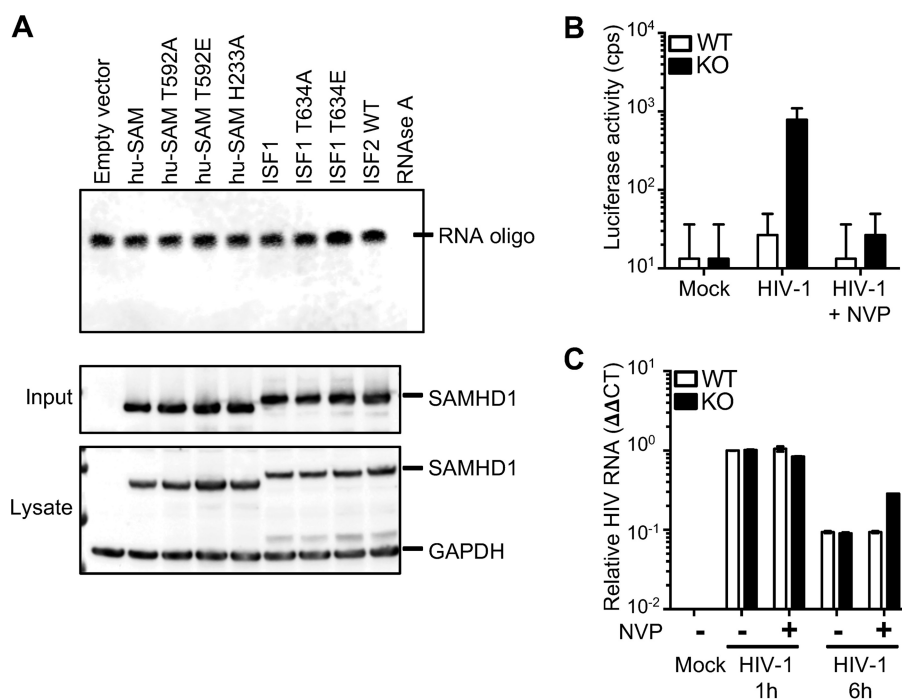 A
Empty vector
hu-SAM
hu-SAM T592A
hu-SAM T592E
hu-SAM H233A
ISF1
ISF1 T634A
ISF1 T634E
ISF2 WT
RNAse A
RNA oligo
Input
SAMHD1
Lysate
SAMHD1
GAPDH
B
Luciferase activity (cps)
10⁴
10³
10²
10¹
WT
KO
Mock
HIV-1
HIV-1
+ NVP
C
Relative HIV RNA (ΔΔCT)
10¹
10⁰
10⁻¹
10⁻²
WT
KO
NVP - - + - +
Mock HIV-1 HIV-1
1h 6h